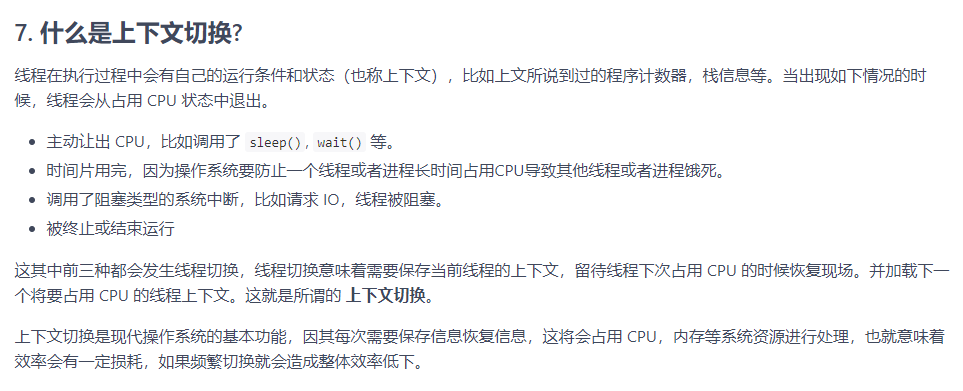 7. 什么是上下文切换?
线程在执行过程中会有自己的运行条件和状态（也称上下文），比如上文所说到过的程序计数器，栈信息等。当出现如下情况的时
候，线程会从占用 CPU 状态中退出。
• 主动让出 CPU，比如调用了 sleep(), wait() 等。
• 时间片用完，因为操作系统要防止一个线程或者进程长时间占用CPU导致其他线程或者进程饿死。
• 调用了阻塞类型的系统中断，比如请求 IO，线程被阻塞。
• 被终止或结束运行
这其中前三种都会发生线程切换，线程切换意味着需要保存当前线程的上下文，留待线程下次占用 CPU 的时候恢复现场。并加载下一
个将要占用 CPU 的线程上下文。这就是所谓的 上下文切换。
上下文切换是现代操作系统的基本功能，因其每次需要保存信息恢复信息，这将会占用 CPU，内存等系统资源进行处理，也就意味着
效率会有一定损耗，如果频繁切换就会造成整体效率低下。